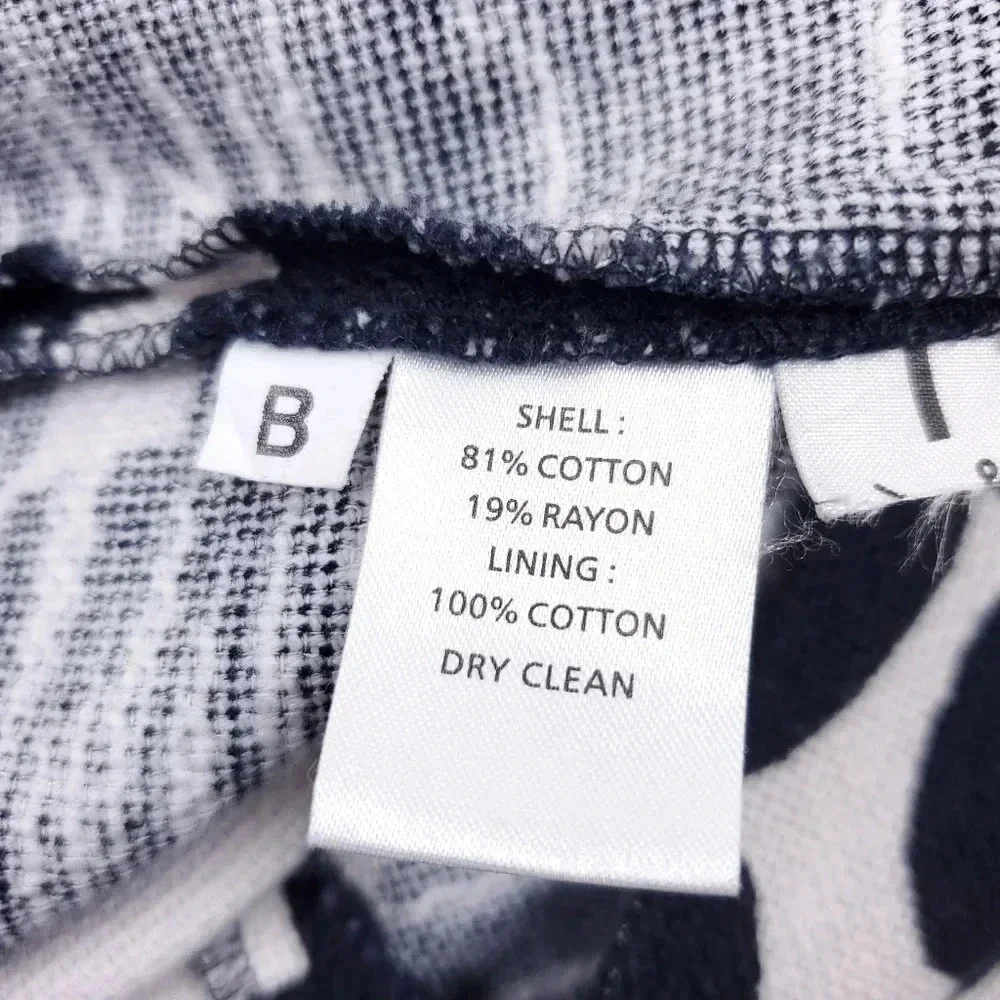 B
SHELL :
81% COTTON
19% RAYON
LINING :
100% COTTON
DRY CLEAN